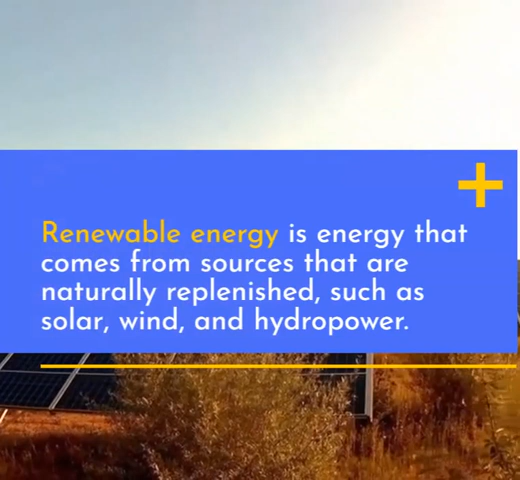 Renewable energy is energy that
comes from sources that are
naturally replenished, such as
solar, wind, and hydropower.